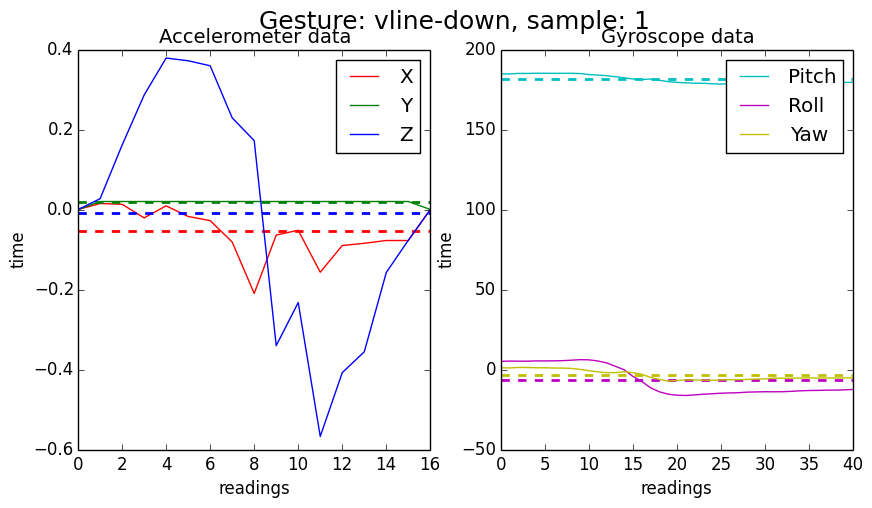 Gesture: vline-down, sample: 1
Accelerometer data
0.4
0.2
0.0
−0.2
−0.4
−0.6
time
0 2 4 6 8 10 12 14 16
readings
X
Y
Z
Gyroscope data
200
150
100
50
0
−50
time
0 5 10 15 20 25 30 35 40
readings
Pitch
Roll
Yaw